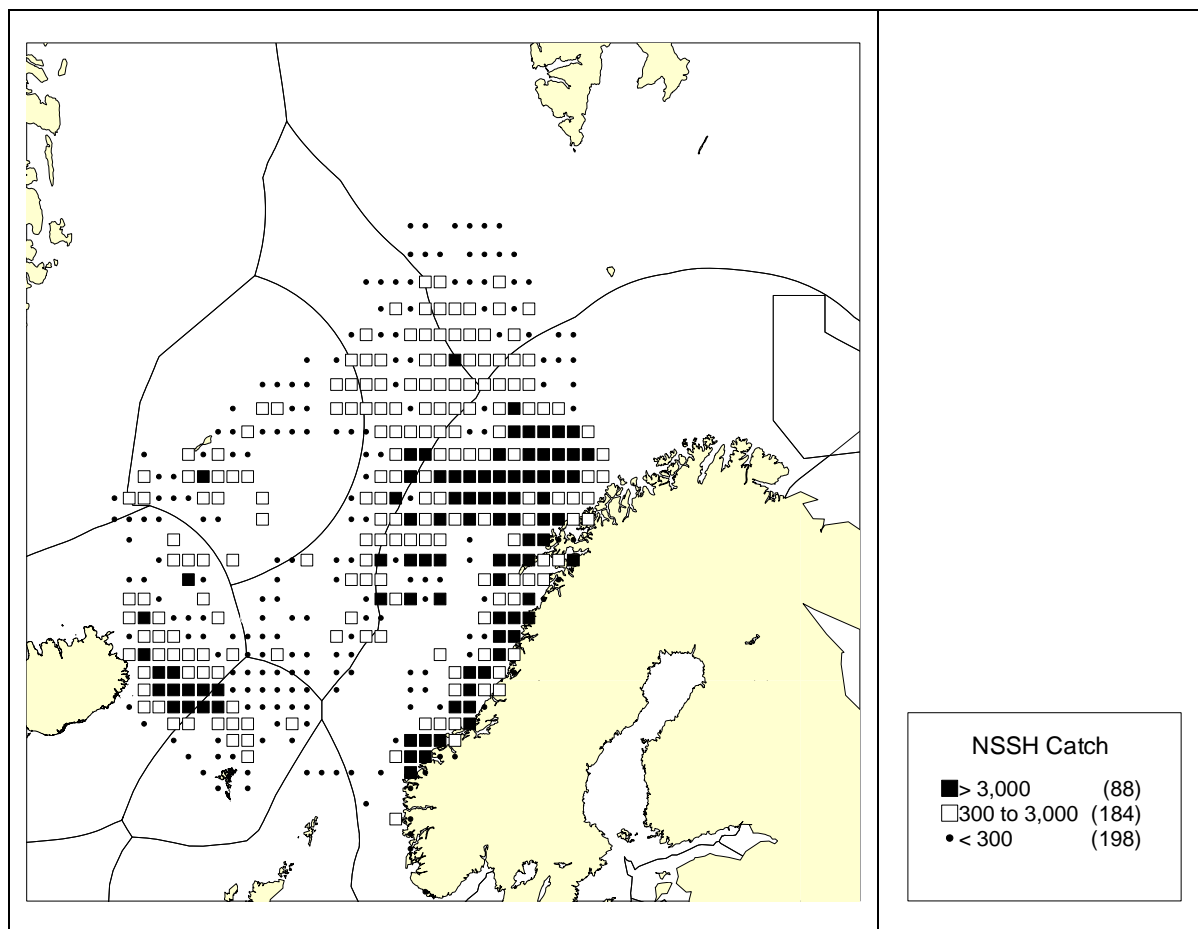 NSSH Catch
■ > 3,000 (88)
□ 300 to 3,000 (184)
• < 300 (198)